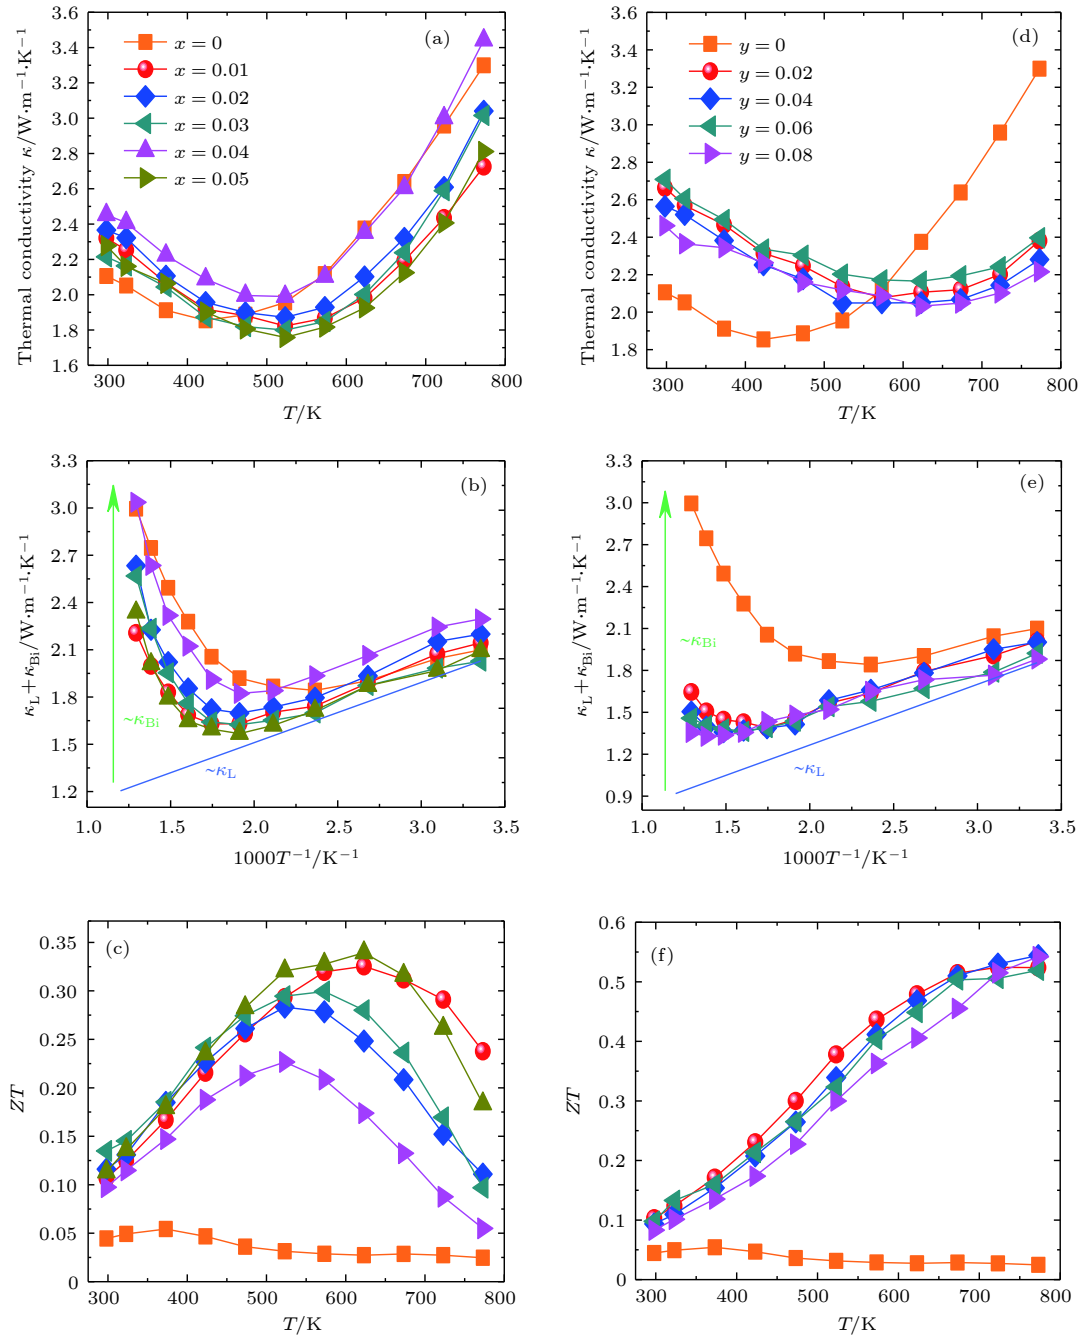 3.6
3.4
3.2
3.0
2.8
2.6
2.4
2.2
2.0
1.8
1.6
Thermal conductivity κ/W·m⁻¹·K⁻¹
(a)
x = 0
x = 0.01
x = 0.02
x = 0.03
x = 0.04
x = 0.05
300 400 500 600 700 800
T/K
3.6
3.4
3.2
3.0
2.8
2.6
2.4
2.2
2.0
1.8
Thermal conductivity κ/W·m⁻¹·K⁻¹
(d)
y = 0
y = 0.02
y = 0.04
y = 0.06
y = 0.08
300 400 500 600 700 800
T/K
3.3
3.0
2.7
2.4
2.1
1.8
1.5
1.2
κL+κBi/W·m⁻¹·K⁻¹
(b)
~κBi
~κL
1.0 1.5 2.0 2.5 3.0 3.5
1000T⁻¹/K⁻¹
3.3
3.0
2.7
2.4
2.1
1.8
1.5
1.2
0.9
κL+κBi/W·m⁻¹·K⁻¹
(e)
~κBi
~κL
1.0 1.5 2.0 2.5 3.0 3.5
1000T⁻¹/K⁻¹
0.35
0.30
0.25
0.20
0.15
0.10
0.05
0
ZT
(c)
300 400 500 600 700 800
T/K
0.6
0.5
0.4
0.3
0.2
0.1
0
ZT
(f)
300 400 500 600 700 800
T/K